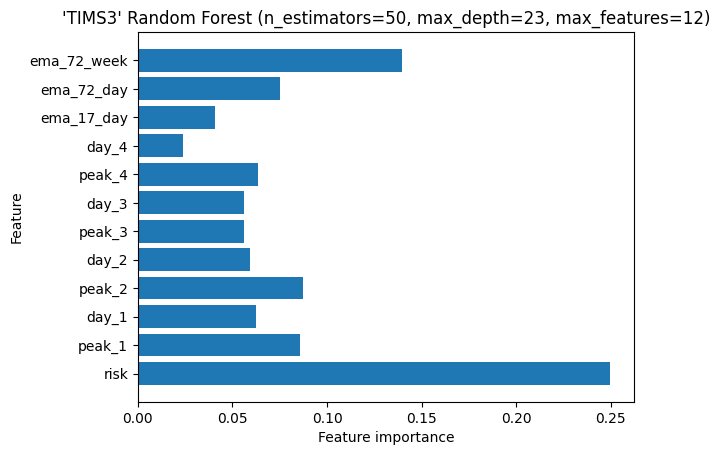 'TIMS3' Random Forest (n_estimators=50, max_depth=23, max_features=12)
ema_72_week
ema_72_day
ema_17_day
day_4
peak_4
day_3
peak_3
day_2
peak_2
day_1
peak_1
risk
Feature
0.00 0.05 0.10 0.15 0.20 0.25
Feature importance